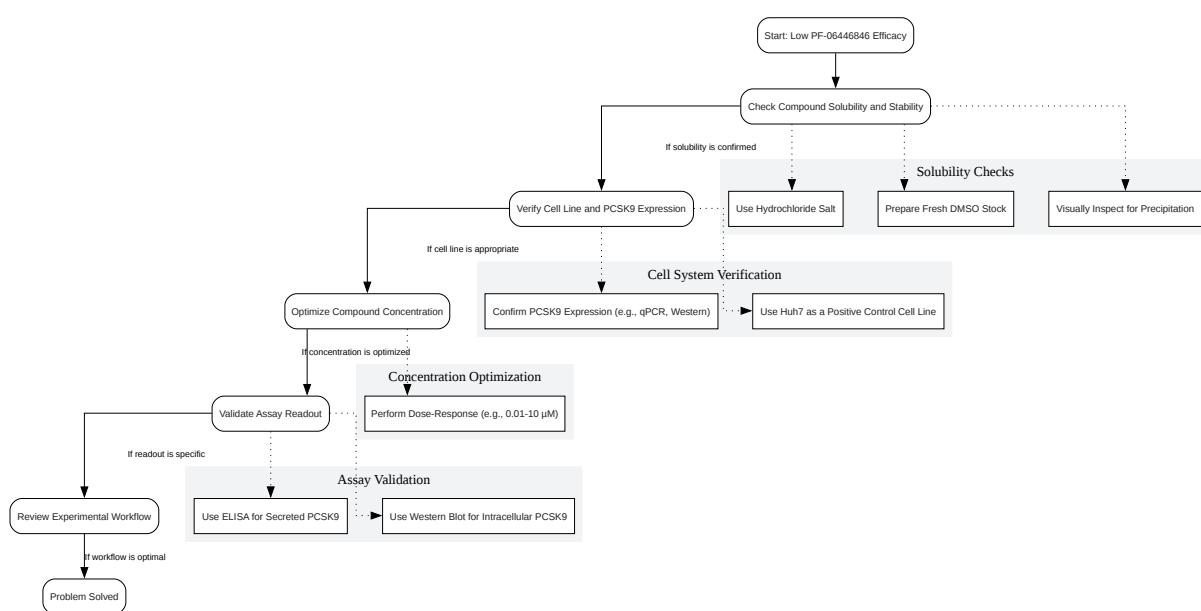 Start: Low PF-06446846 Efficacy
Check Compound Solubility and Stability
If solubility is confirmed
Solubility Checks
Use Hydrochloride Salt
Prepare Fresh DMSO Stock
Visually Inspect for Precipitation
Verify Cell Line and PCSK9 Expression
If cell line is appropriate
Cell System Verification
Confirm PCSK9 Expression (e.g., qPCR, Western)
Use Huh7 as a Positive Control Cell Line
Optimize Compound Concentration
If concentration is optimized
Concentration Optimization
Perform Dose-Response (e.g., 0.01-10 µM)
Validate Assay Readout
If readout is specific
Assay Validation
Use ELISA for Secreted PCSK9
Use Western Blot for Intracellular PCSK9
Review Experimental Workflow
If workflow is optimal
Problem Solved